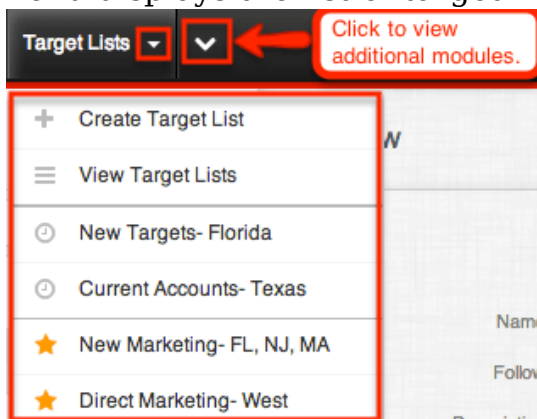 Target Lists
Click to view
additional modules.
Create Target List
View Target Lists
New Targets- Florida
Current Accounts- Texas
New Marketing- FL, NJ, MA
Direct Marketing- West